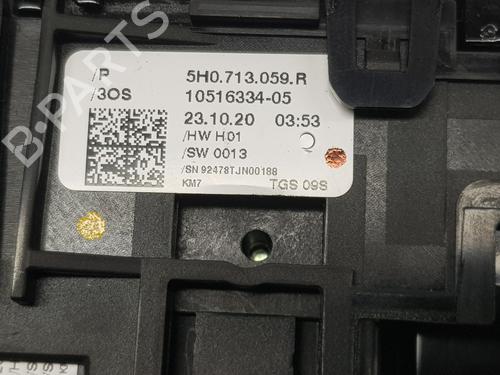 /P 5H0.713.059.R
/3OS 10516334-05
23.10.20 03:53
/HW H01
/SW 0013
/SN 92478TJN00188
KM7 TGS 09S
B-PARTS